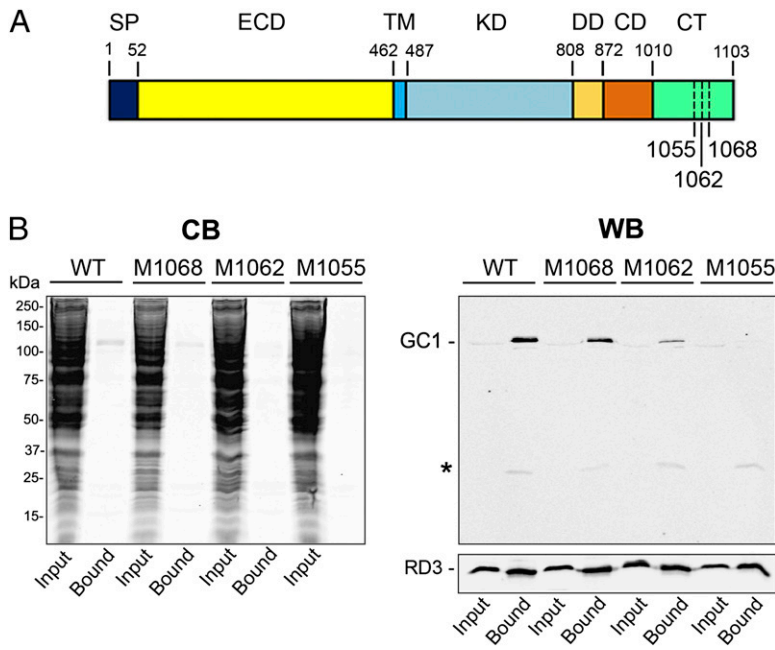 A
SP ECD TM KD DD CD CT
1 52 462 487 808 872 1010 1103
1055 1068
1062
B
CB
WT M1068 M1062 M1055
kDa
250-
150-
100-
75-
50-
37-
25-
15-
Input Bound Input Bound Input Bound Input
WB
WT M1068 M1062 M1055
GC1 -
*
RD3 -
Input Bound Input Bound Input Bound Input Bound